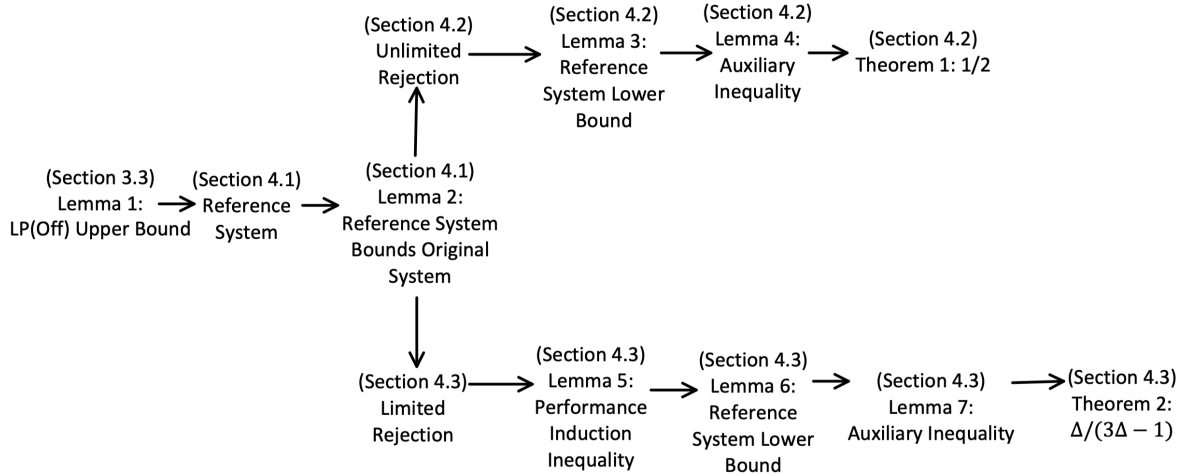 (Section 4.2)
Unlimited
Rejection
(Section 4.2)
Lemma 3:
Reference
System Lower
Bound
(Section 4.2)
Lemma 4:
Auxiliary
Inequality
(Section 4.2)
Theorem 1: 1/2
(Section 3.3)
Lemma 1:
LP(Off) Upper Bound
(Section 4.1)
Reference
System
(Section 4.1)
Lemma 2:
Reference System
Bounds Original
System
(Section 4.3)
Limited
Rejection
(Section 4.3)
Lemma 5:
Performance
Induction
Inequality
(Section 4.3)
Lemma 6:
Reference
System Lower
Bound
(Section 4.3)
Lemma 7:
Auxiliary Inequality
(Section 4.3)
Theorem 2:
Δ/(3Δ − 1)